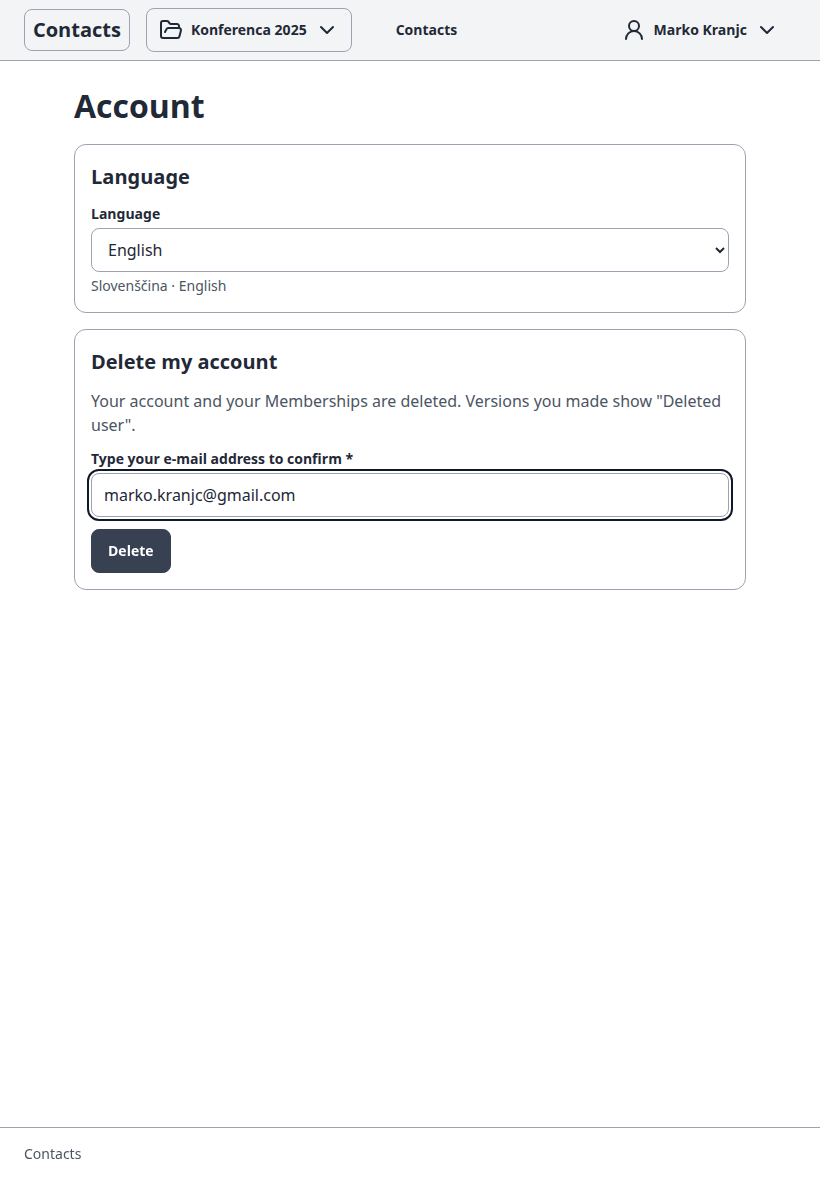 Contacts
Konferenca 2025
Contacts
Marko Kranjc
Account
Language
Language
English
Slovenščina · English
Delete my account
Your account and your Memberships are deleted. Versions you made show "Deleted
user".
Type your e-mail address to confirm *
marko.kranjc@gmail.com
Delete
Contacts